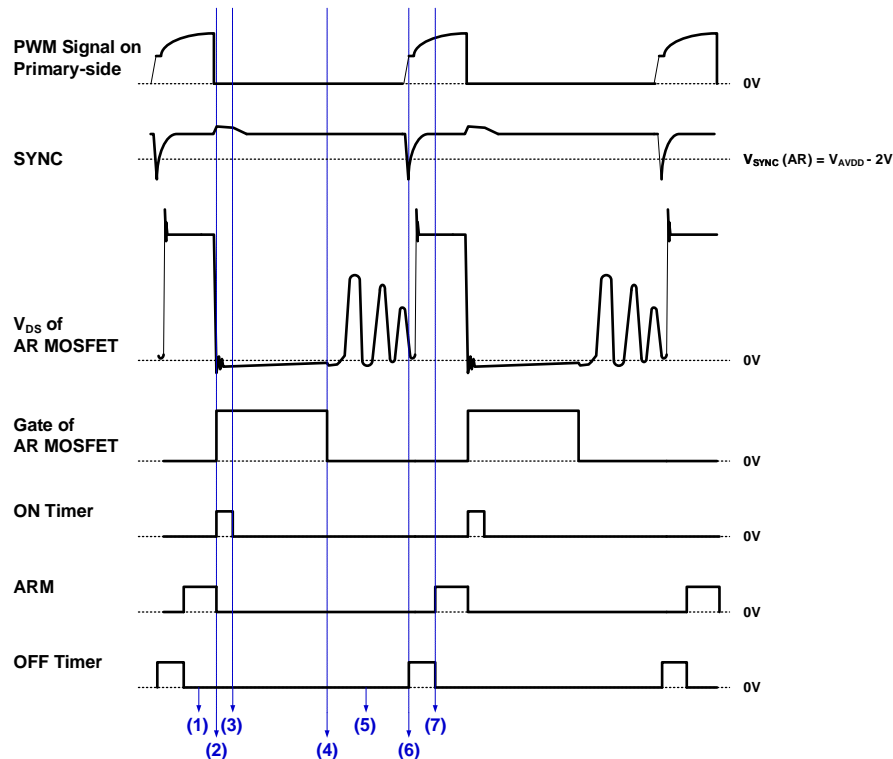 PWM Signal on
Primary-side
0V
SYNC
VSYNC (AR) = VAVDD - 2V
VDS of
AR MOSFET
0V
Gate of
AR MOSFET
0V
ON Timer
0V
ARM
0V
OFF Timer
0V
(1) (3) (5) (7)
(2) (4) (6)